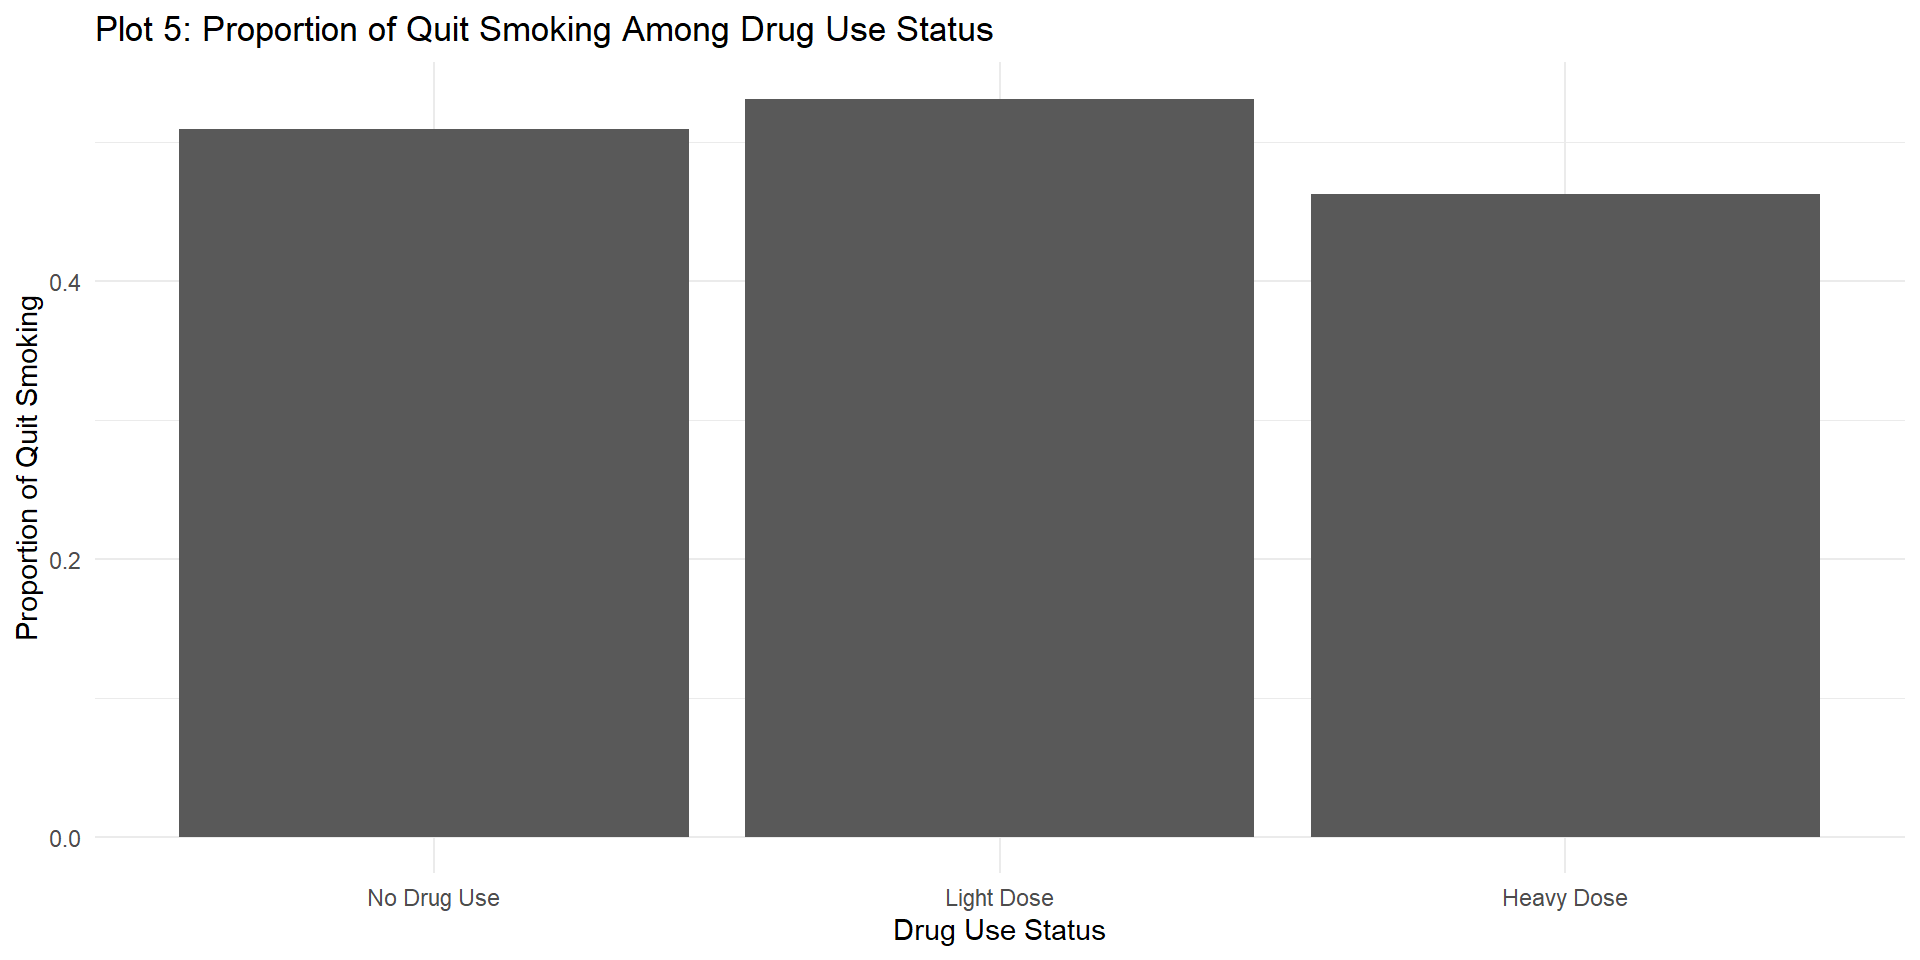 Plot 5: Proportion of Quit Smoking Among Drug Use Status
Proportion of Quit Smoking
0.4
0.2
0.0
No Drug Use
Light Dose
Heavy Dose
Drug Use Status